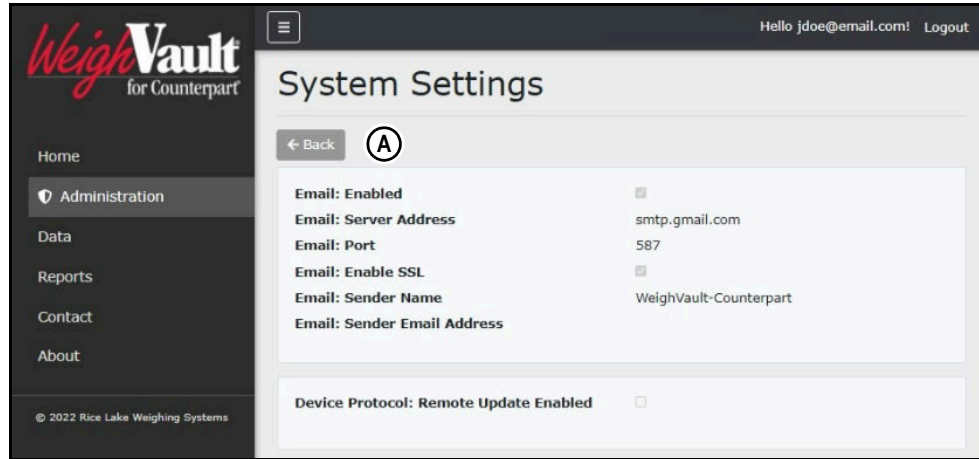 WeighVault
for Counterpart
Hello jdoe@email.com! Logout
System Settings
← Back
A
Home
Administration
Data
Reports
Contact
About
© 2022 Rice Lake Weighing Systems
Email: Enabled
Email: Server Address smtp.gmail.com
Email: Port 587
Email: Enable SSL
Email: Sender Name WeighVault-Counterpart
Email: Sender Email Address
Device Protocol: Remote Update Enabled